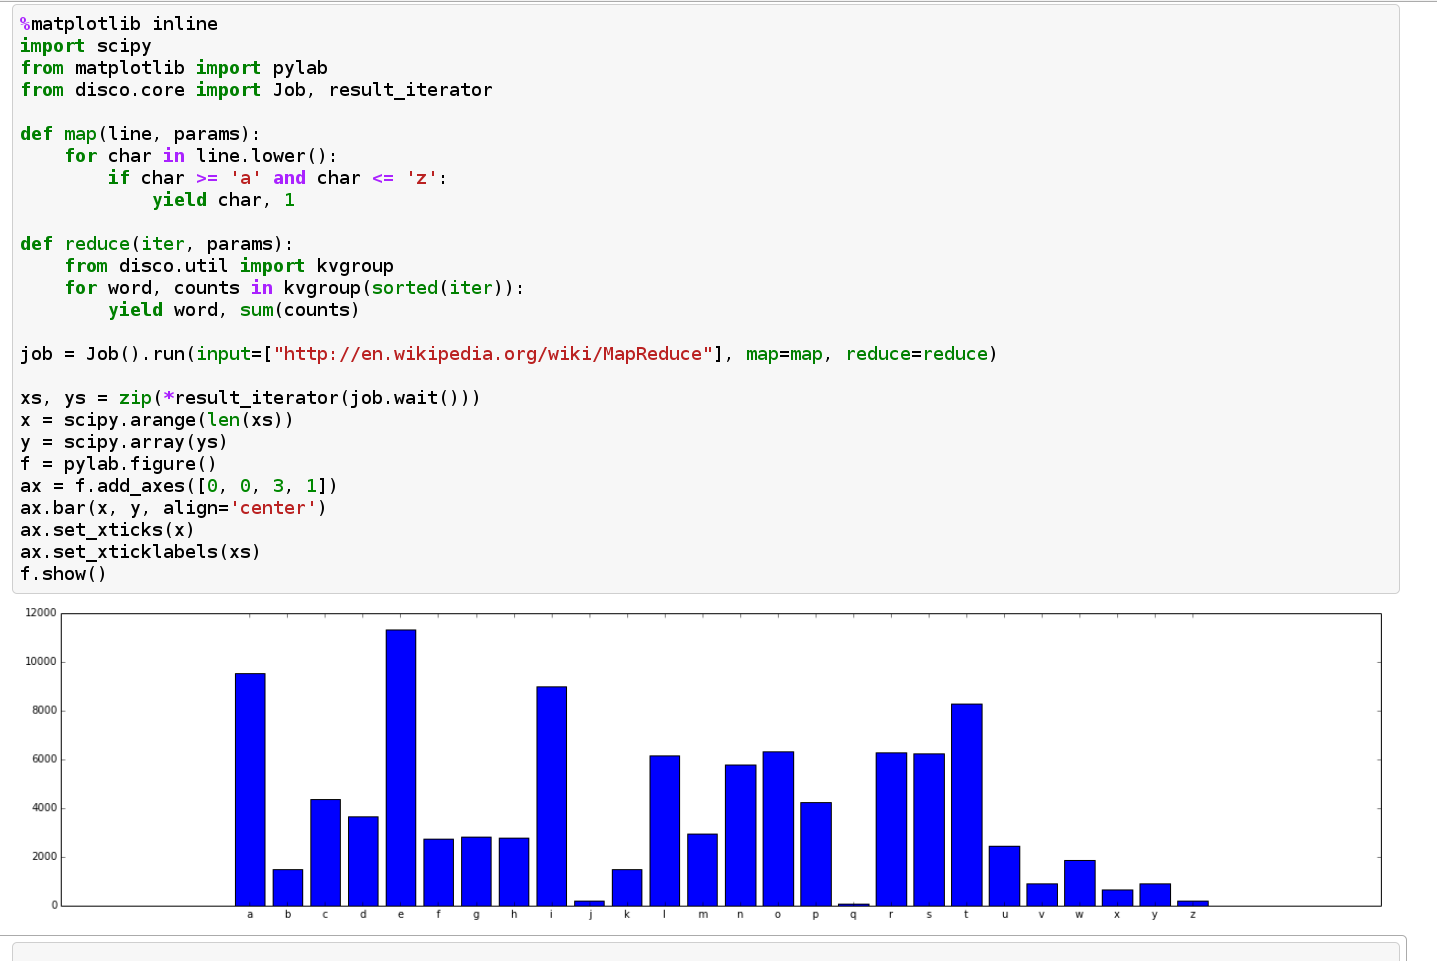 %matplotlib inline
import scipy
from matplotlib import pylab
from disco.core import Job, result_iterator
def map(line, params):
    for char in line.lower():
        if char >= 'a' and char <= 'z':
            yield char, 1
def reduce(iter, params):
    from disco.util import kvgroup
    for word, counts in kvgroup(sorted(iter)):
        yield word, sum(counts)
job = Job().run(input=["http://en.wikipedia.org/wiki/MapReduce"], map=map, reduce=reduce)
xs, ys = zip(*result_iterator(job.wait()))
x = scipy.arange(len(xs))
y = scipy.array(ys)
f = pylab.figure()
ax = f.add_axes([0, 0, 3, 1])
ax.bar(x, y, align='center')
ax.set_xticks(x)
ax.set_xticklabels(xs)
f.show()
12000
10000
8000
6000
4000
2000
0
a b c d e f g h i j k l m n o p q r s t u v w x y z